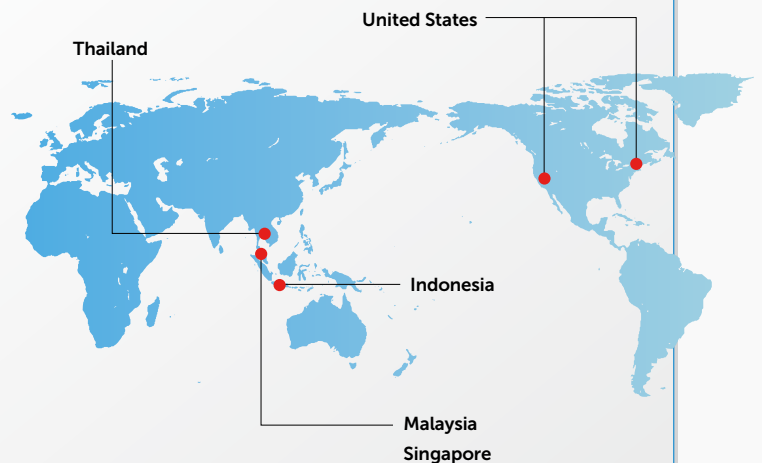 United States
Thailand
Indonesia
Malaysia
Singapore